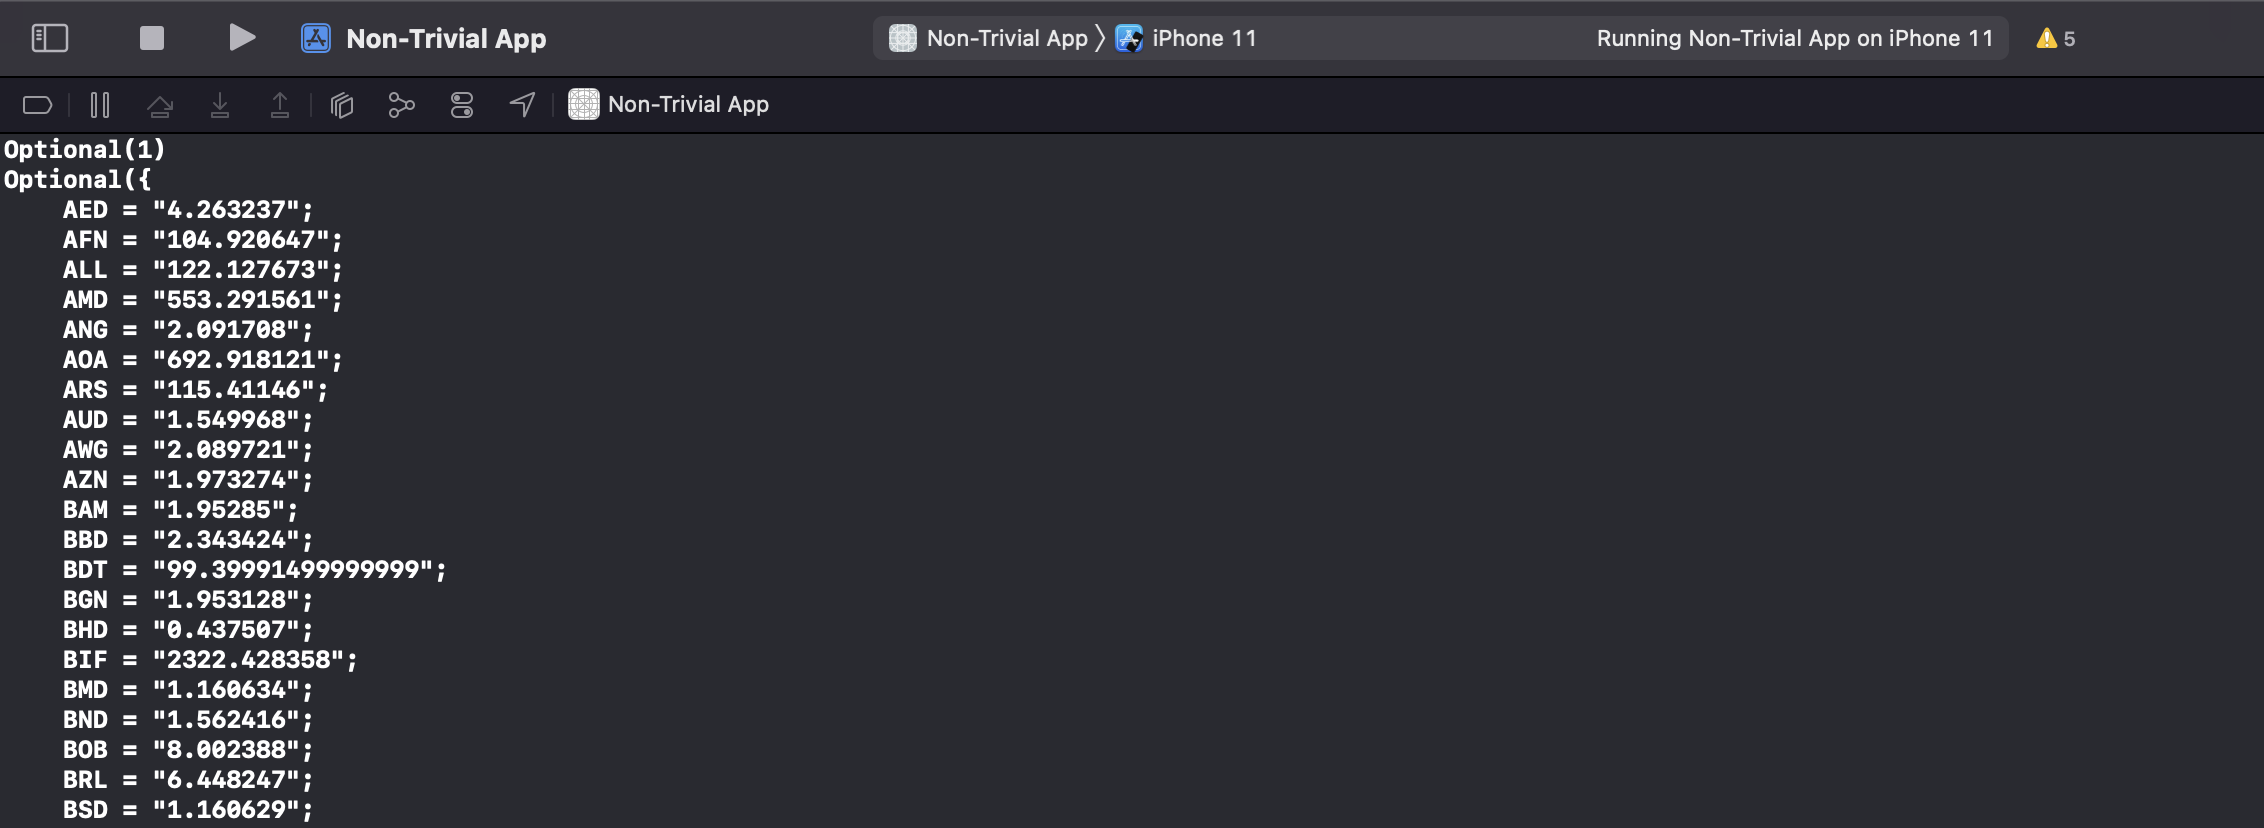 Non-Trivial App
Non-Trivial App 〉 iPhone 11
Running Non-Trivial App on iPhone 11
5
Non-Trivial App
Optional(1)
Optional({
    AED = "4.263237";
    AFN = "104.920647";
    ALL = "122.127673";
    AMD = "553.291561";
    ANG = "2.091708";
    AOA = "692.918121";
    ARS = "115.41146";
    AUD = "1.549968";
    AWG = "2.089721";
    AZN = "1.973274";
    BAM = "1.95285";
    BBD = "2.343424";
    BDT = "99.39991499999999";
    BGN = "1.953128";
    BHD = "0.437507";
    BIF = "2322.428358";
    BMD = "1.160634";
    BND = "1.562416";
    BOB = "8.002388";
    BRL = "6.448247";
    BSD = "1.160629";